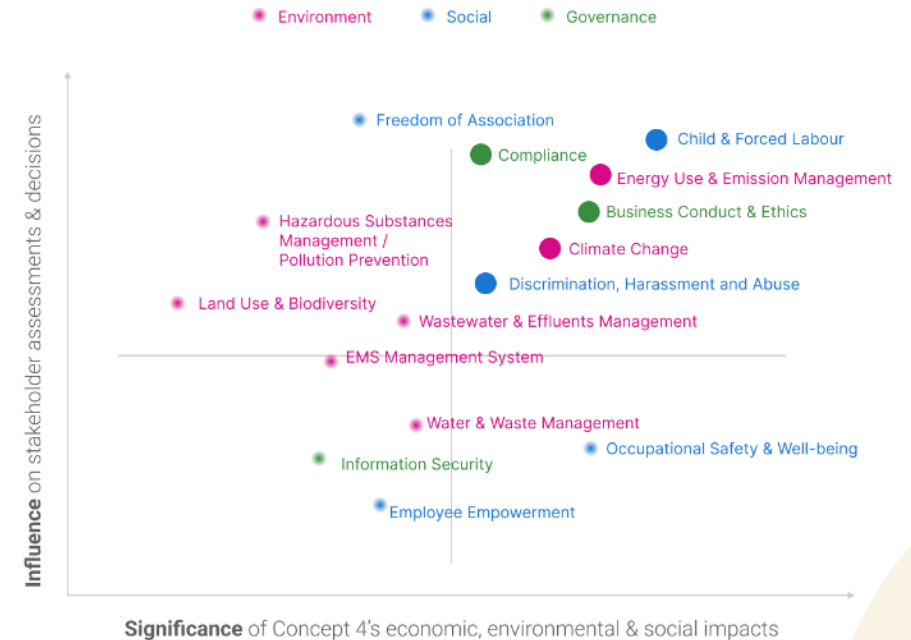 Environment
Social
Governance
Influence on stakeholder assessments & decisions
Freedom of Association
Child & Forced Labour
Compliance
Energy Use & Emission Management
Business Conduct & Ethics
Hazardous Substances
Management /
Pollution Prevention
Climate Change
Discrimination, Harassment and Abuse
Land Use & Biodiversity
Wastewater & Effluents Management
EMS Management System
Water & Waste Management
Occupational Safety & Well-being
Information Security
Employee Empowerment
Significance of Concept 4's economic, environmental & social impacts